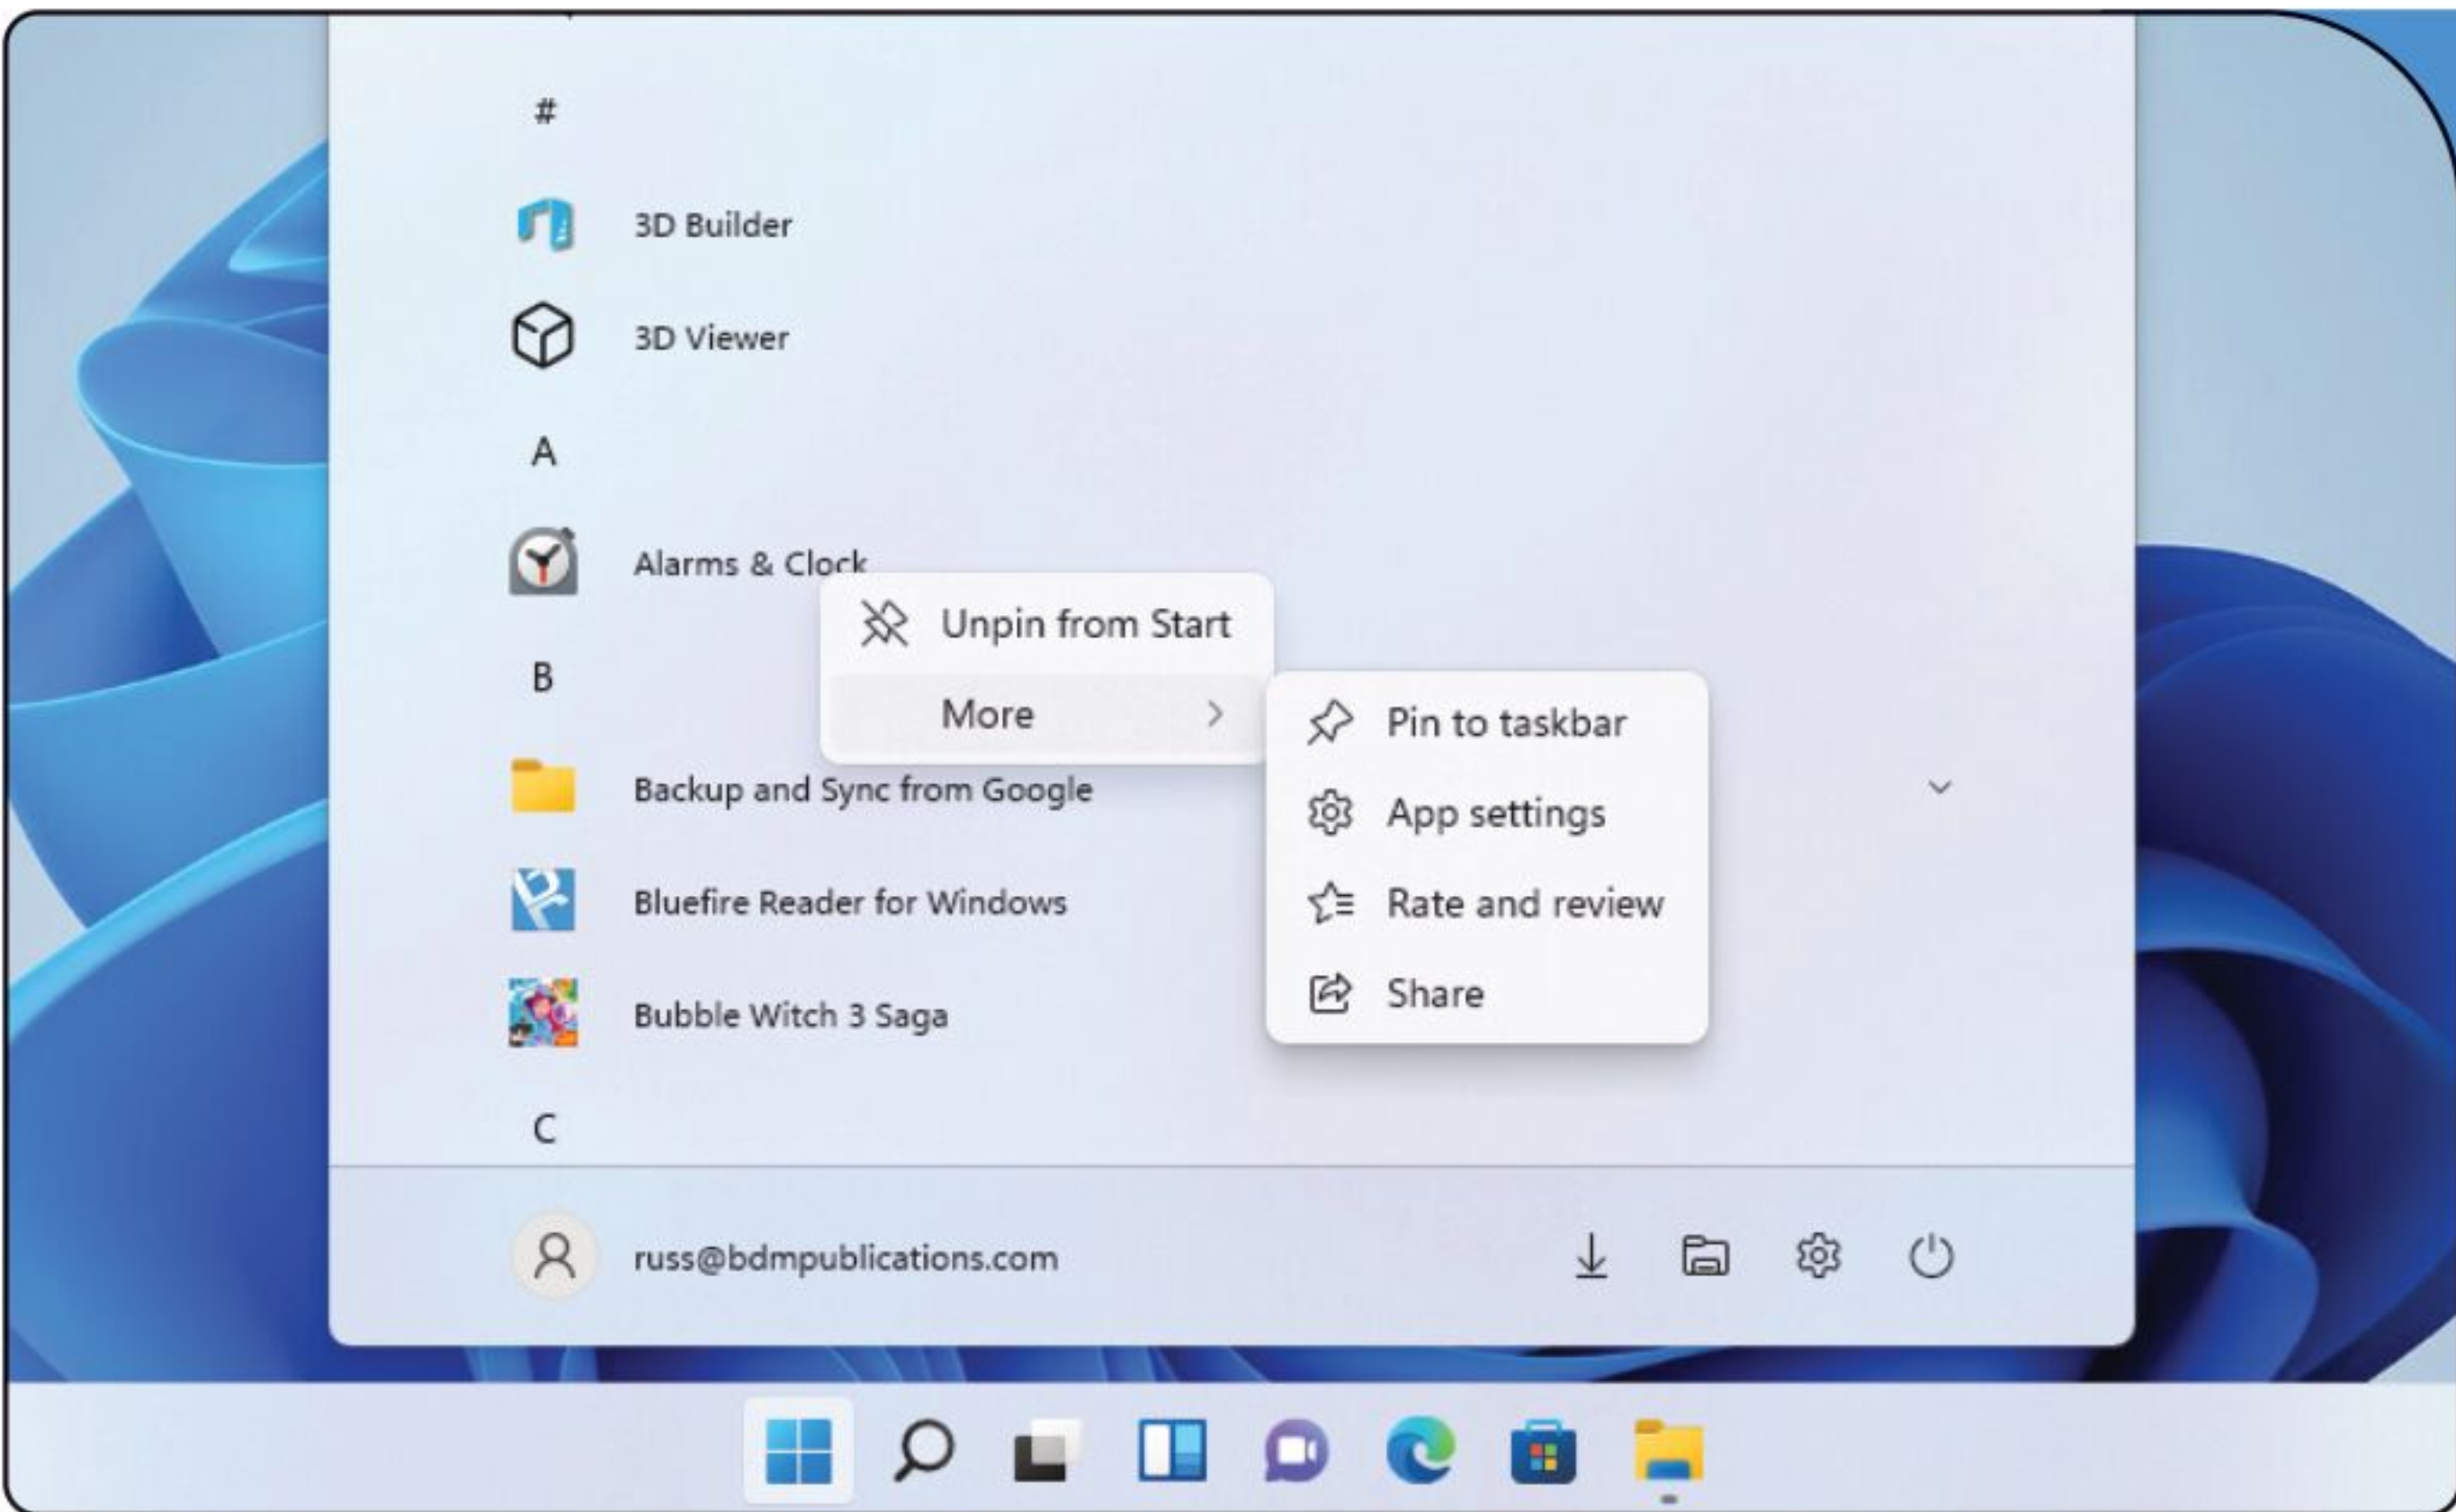 #
3D Builder
3D Viewer
A
Alarms & Clock
Unpin from Start
B
More
Pin to taskbar
Backup and Sync from Google
App settings
Bluefire Reader for Windows
Rate and review
Share
Bubble Witch 3 Saga
C
russ@bdmpublications.com